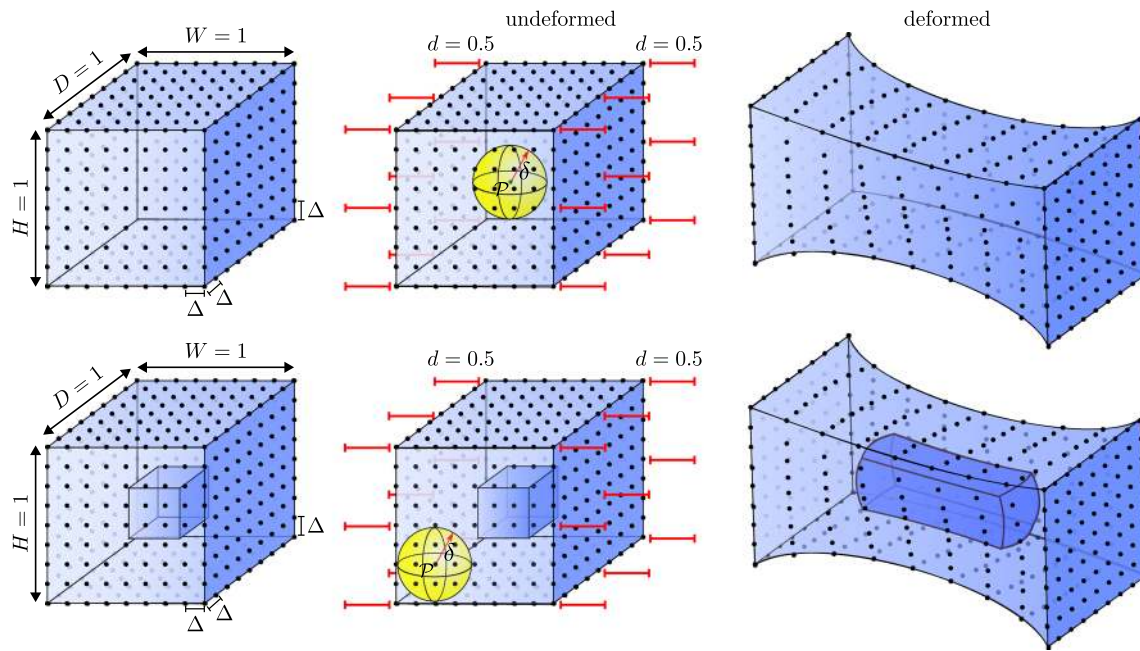 undeformed
deformed
W = 1
d = 0.5
d = 0.5
D = 1
H = 1
Δ
Δ
Δ
𝒫
δ
W = 1
d = 0.5
d = 0.5
D = 1
H = 1
Δ
Δ
Δ
𝒫
δ